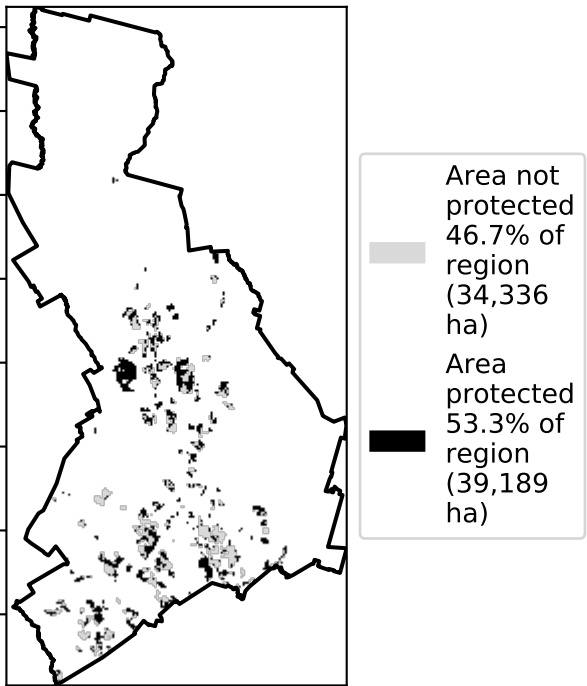 Area not
protected
46.7% of
region
(34,336
ha)
Area
protected
53.3% of
region
(39,189
ha)